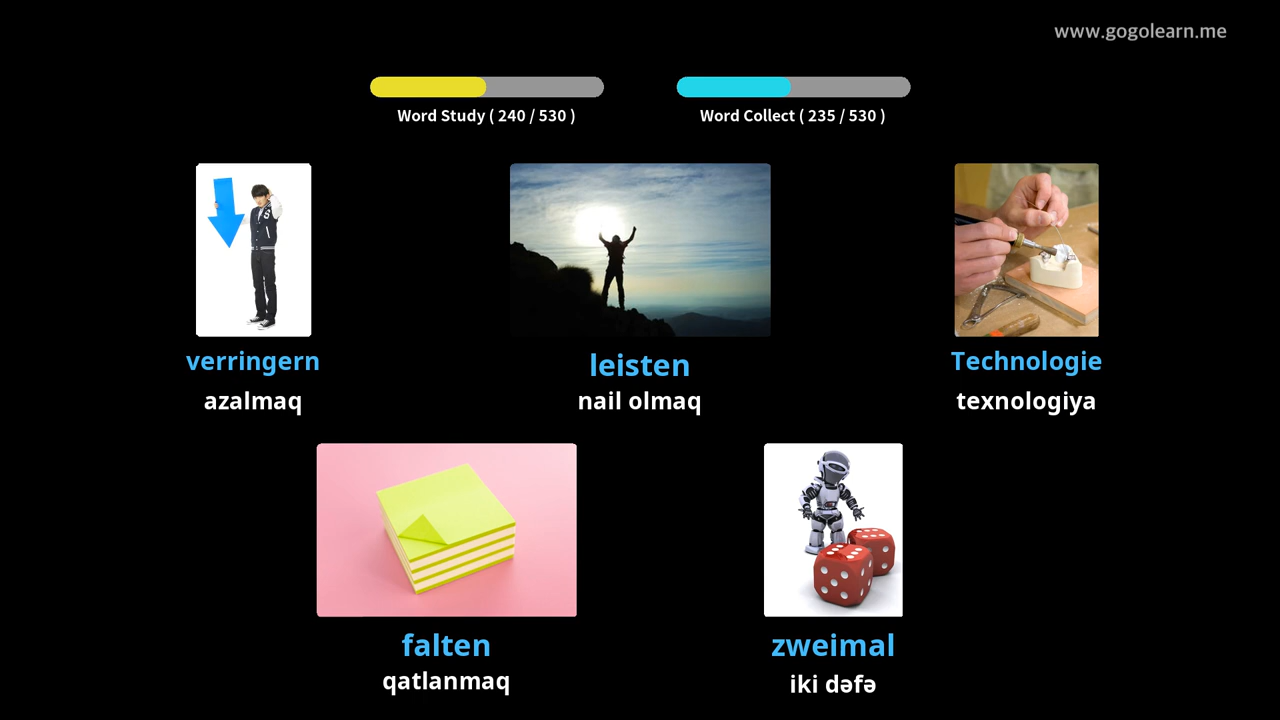 www.gogolearn.me
Word Study ( 240 / 530 )
Word Collect ( 235 / 530 )
verringern
azalmaq
leisten
nail olmaq
Technologie
texnologiya
falten
qatlanmaq
zweimal
iki dəfə